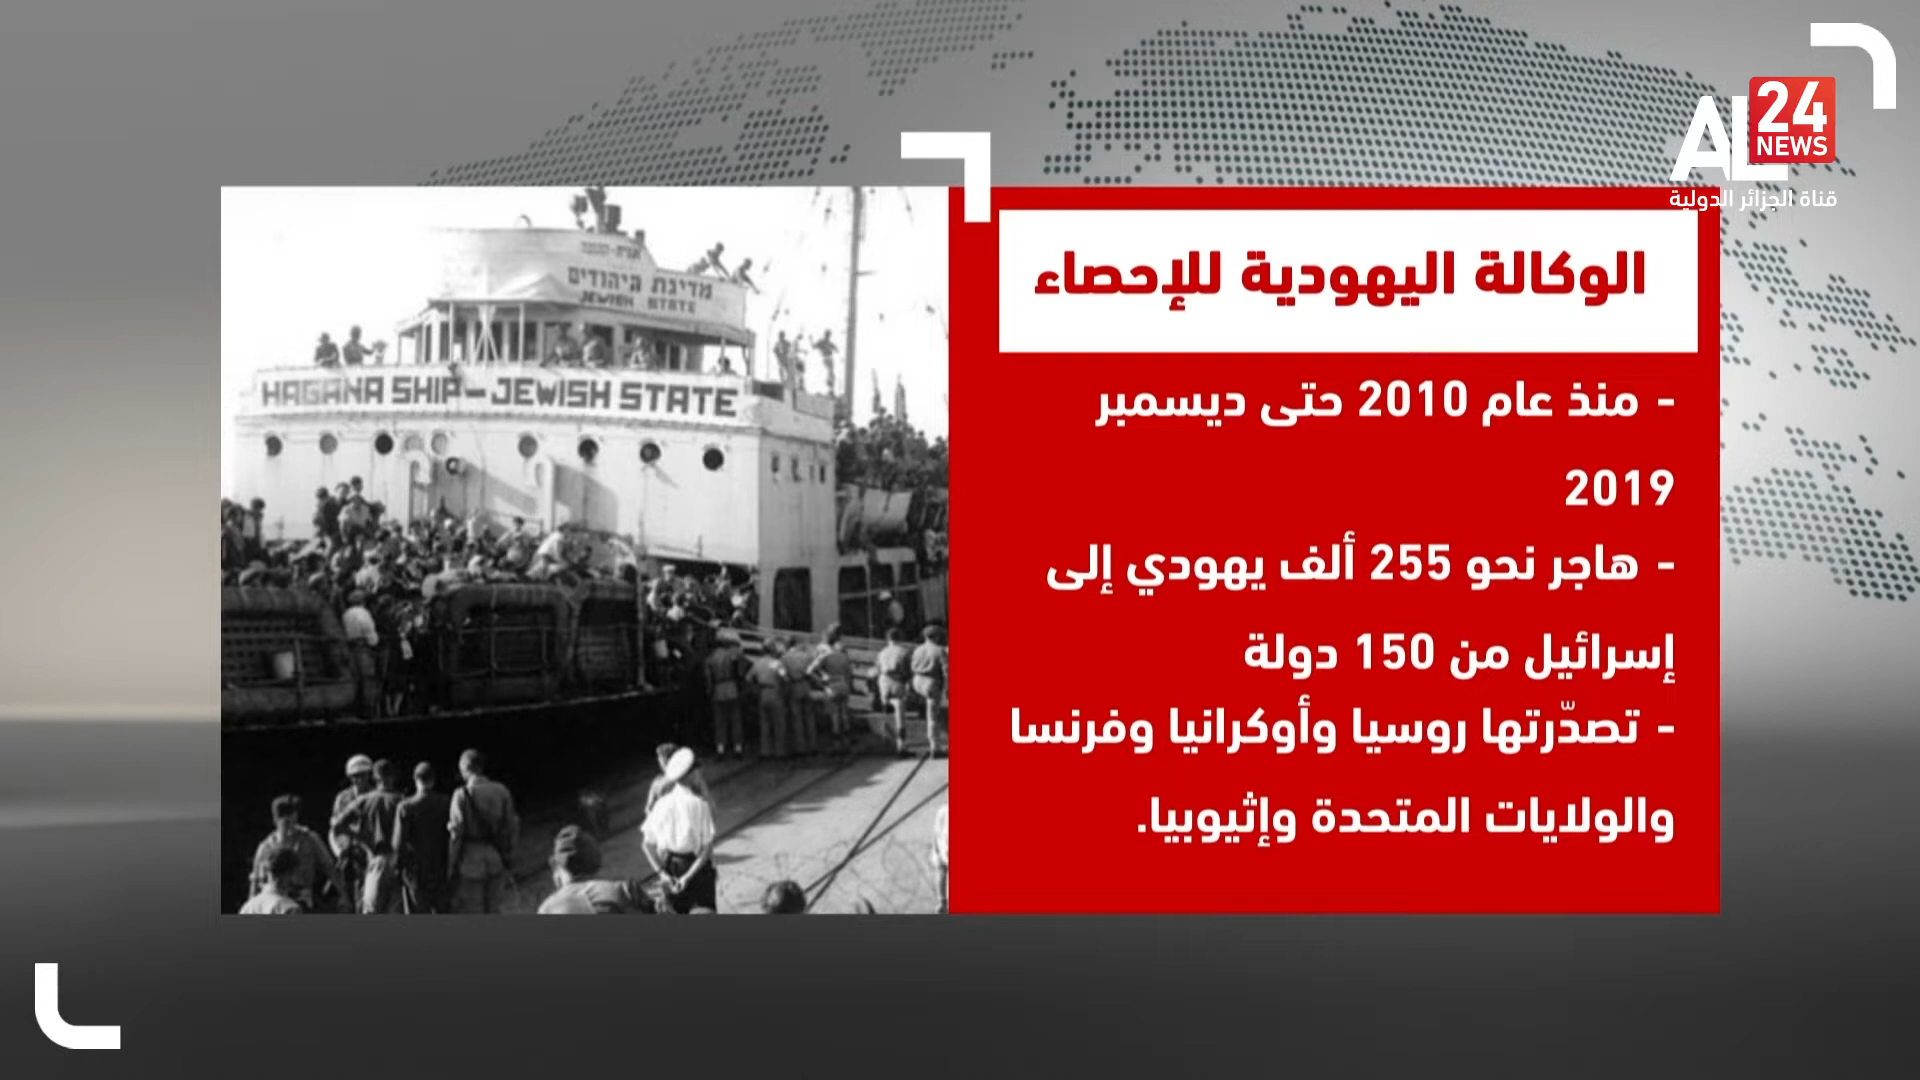 AL
24
NEWS
قناة الجزائر الدولية
الوكالة اليهودية للإحصاء
- منذ عام 2010 حتى ديسمبر
2019
- هاجر نحو 255 ألف يهودي إلى
إسرائيل من 150 دولة
- تصدّرتها روسيا وأوكرانيا وفرنسا
والولايات المتحدة وإثيوبيا.
מדינת היהודים
JEWISH STATE
HAGANA SHIP-JEWISH STATE